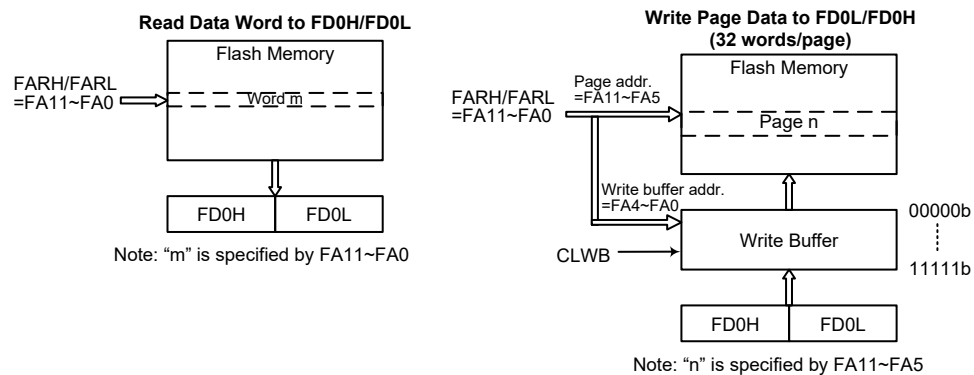 Read Data Word to FD0H/FD0L
Flash Memory
FARH/FARL
=FA11~FA0
Word m
FD0H
FD0L
Note: “m” is specified by FA11~FA0
Write Page Data to FD0L/FD0H
(32 words/page)
Flash Memory
Page addr.
=FA11~FA5
FARH/FARL
=FA11~FA0
Page n
Write buffer addr.
=FA4~FA0
Write Buffer
00000b
11111b
CLWB
FD0H
FD0L
Note: “n” is specified by FA11~FA5